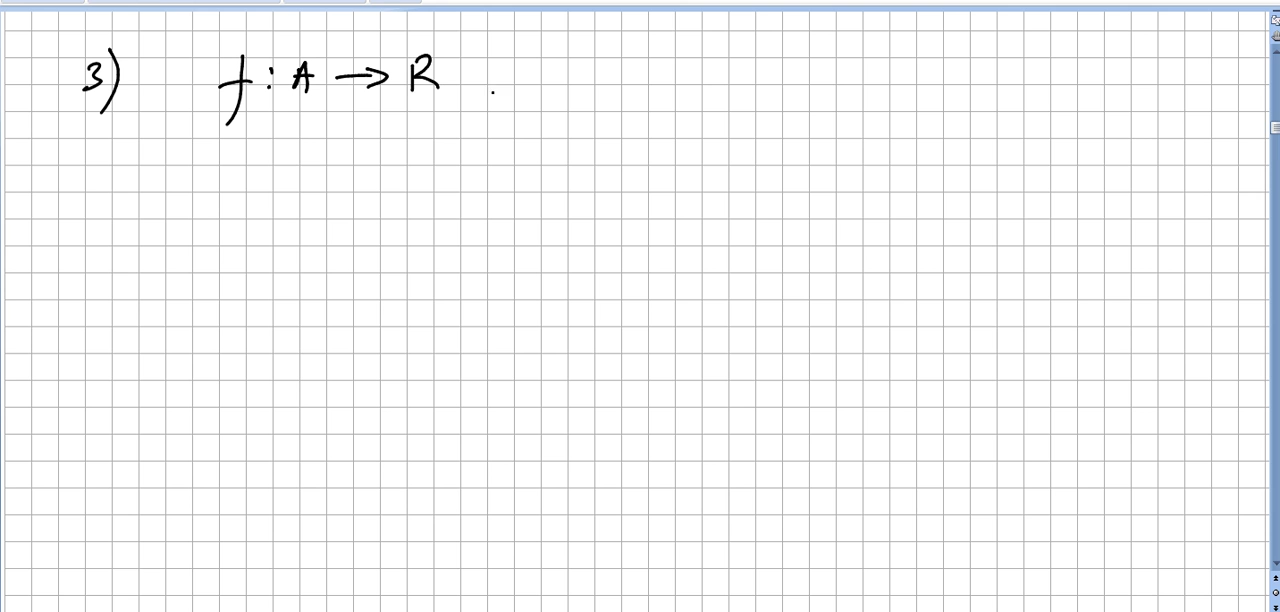 3) f : A → R .